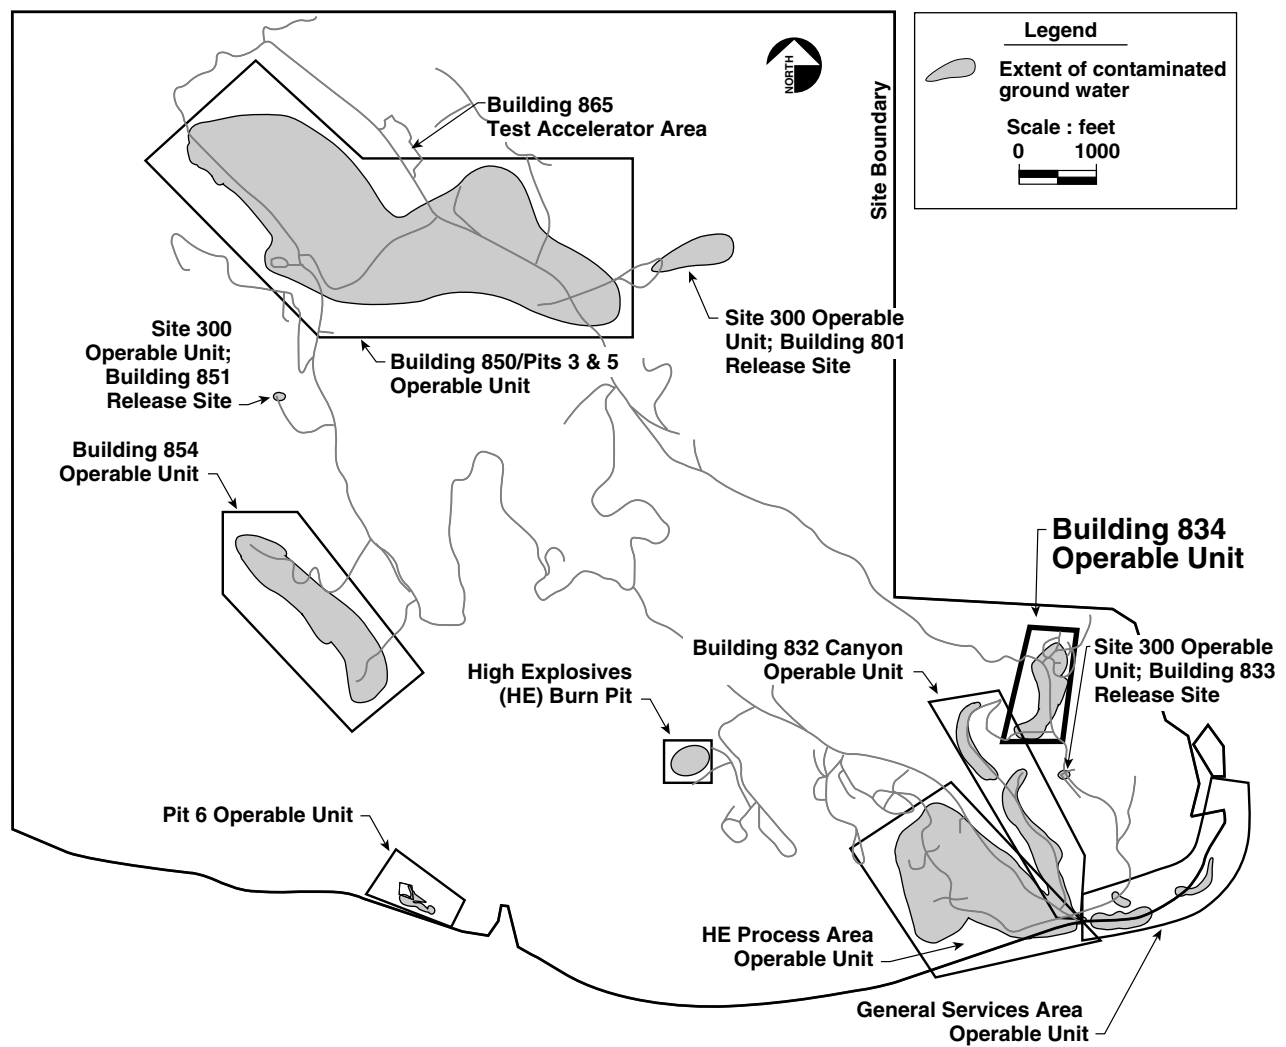 Legend
Extent of contaminated
ground water
Scale : feet
0 1000
NORTH
Site Boundary
Building 865
Test Accelerator Area
Site 300 Operable
Unit; Building 801
Release Site
Site 300
Operable Unit;
Building 851
Release Site
Building 850/Pits 3 & 5
Operable Unit
Building 854
Operable Unit
Building 834
Operable Unit
Building 832 Canyon
Operable Unit
Site 300 Operable
Unit; Building 833
Release Site
High Explosives
(HE) Burn Pit
Pit 6 Operable Unit
HE Process Area
Operable Unit
General Services Area
Operable Unit